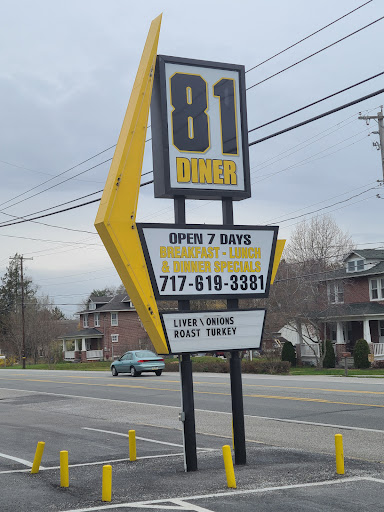 81
DINER
OPEN 7 DAYS
BREAKFAST - LUNCH
& DINNER SPECIALS
717-619-3381
LIVER \ ONIONS
ROAST TURKEY